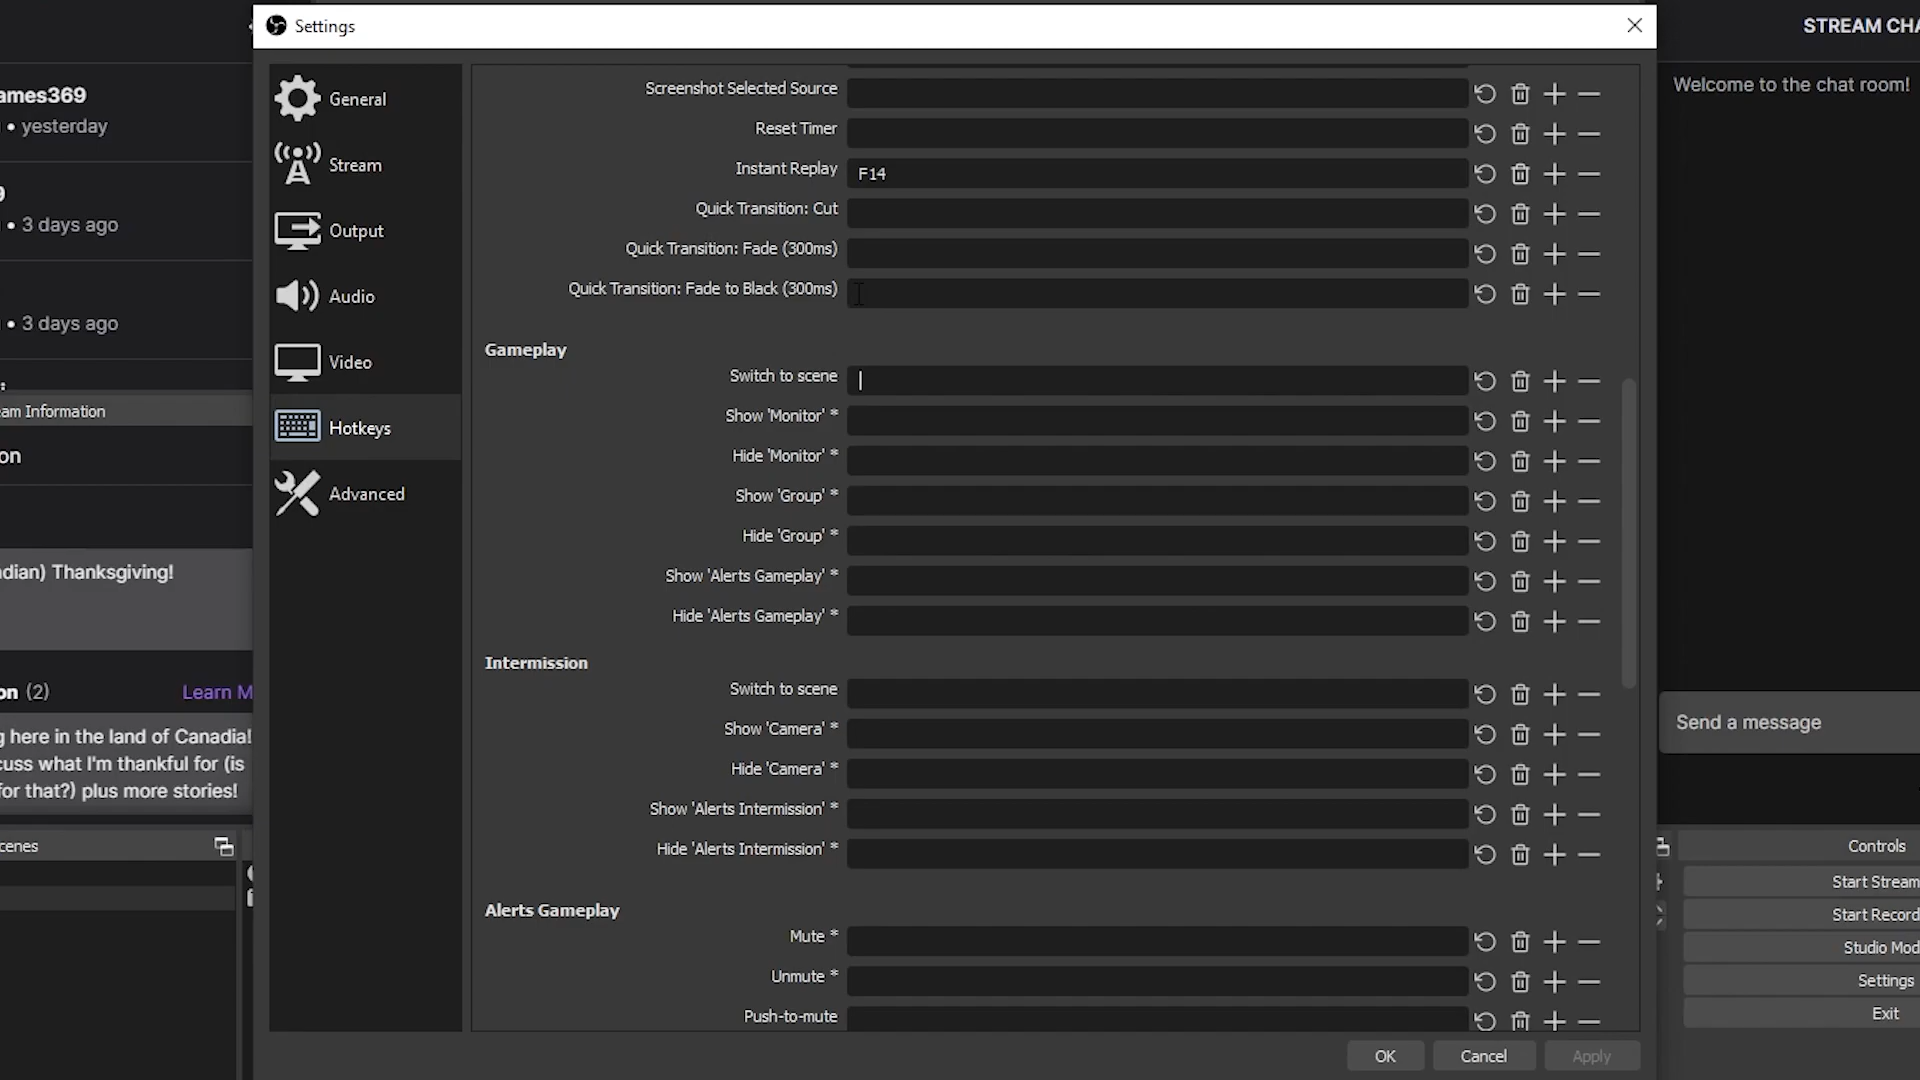 Settings
STREAM CHA
ames369
• yesterday
9
• 3 days ago
• 3 days ago
am Information
on
dian) Thanksgiving!
on (2)
Learn M
g here in the land of Canadia!
cuss what I'm thankful for (is
for that?) plus more stories!
cenes
General
Stream
Output
Audio
Video
Hotkeys
Advanced
Screenshot Selected Source
Reset Timer
Instant Replay F14
Quick Transition: Cut
Quick Transition: Fade (300ms)
Quick Transition: Fade to Black (300ms)
Gameplay
Switch to scene
Show 'Monitor' *
Hide 'Monitor' *
Show 'Group' *
Hide 'Group' *
Show 'Alerts Gameplay' *
Hide 'Alerts Gameplay' *
Intermission
Switch to scene
Show 'Camera' *
Hide 'Camera' *
Show 'Alerts Intermission' *
Hide 'Alerts Intermission' *
Alerts Gameplay
Mute *
Unmute *
Push-to-mute
OK
Cancel
Apply
Welcome to the chat room!
Send a message
Controls
Start Stream
Start Record
Studio Mod
Settings
Exit